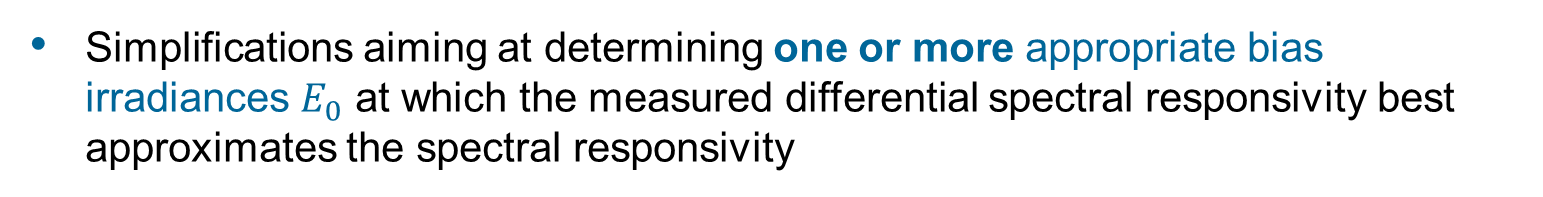 • Simplifications aiming at determining one or more appropriate bias
irradiances E₀ at which the measured differential spectral responsivity best
approximates the spectral responsivity